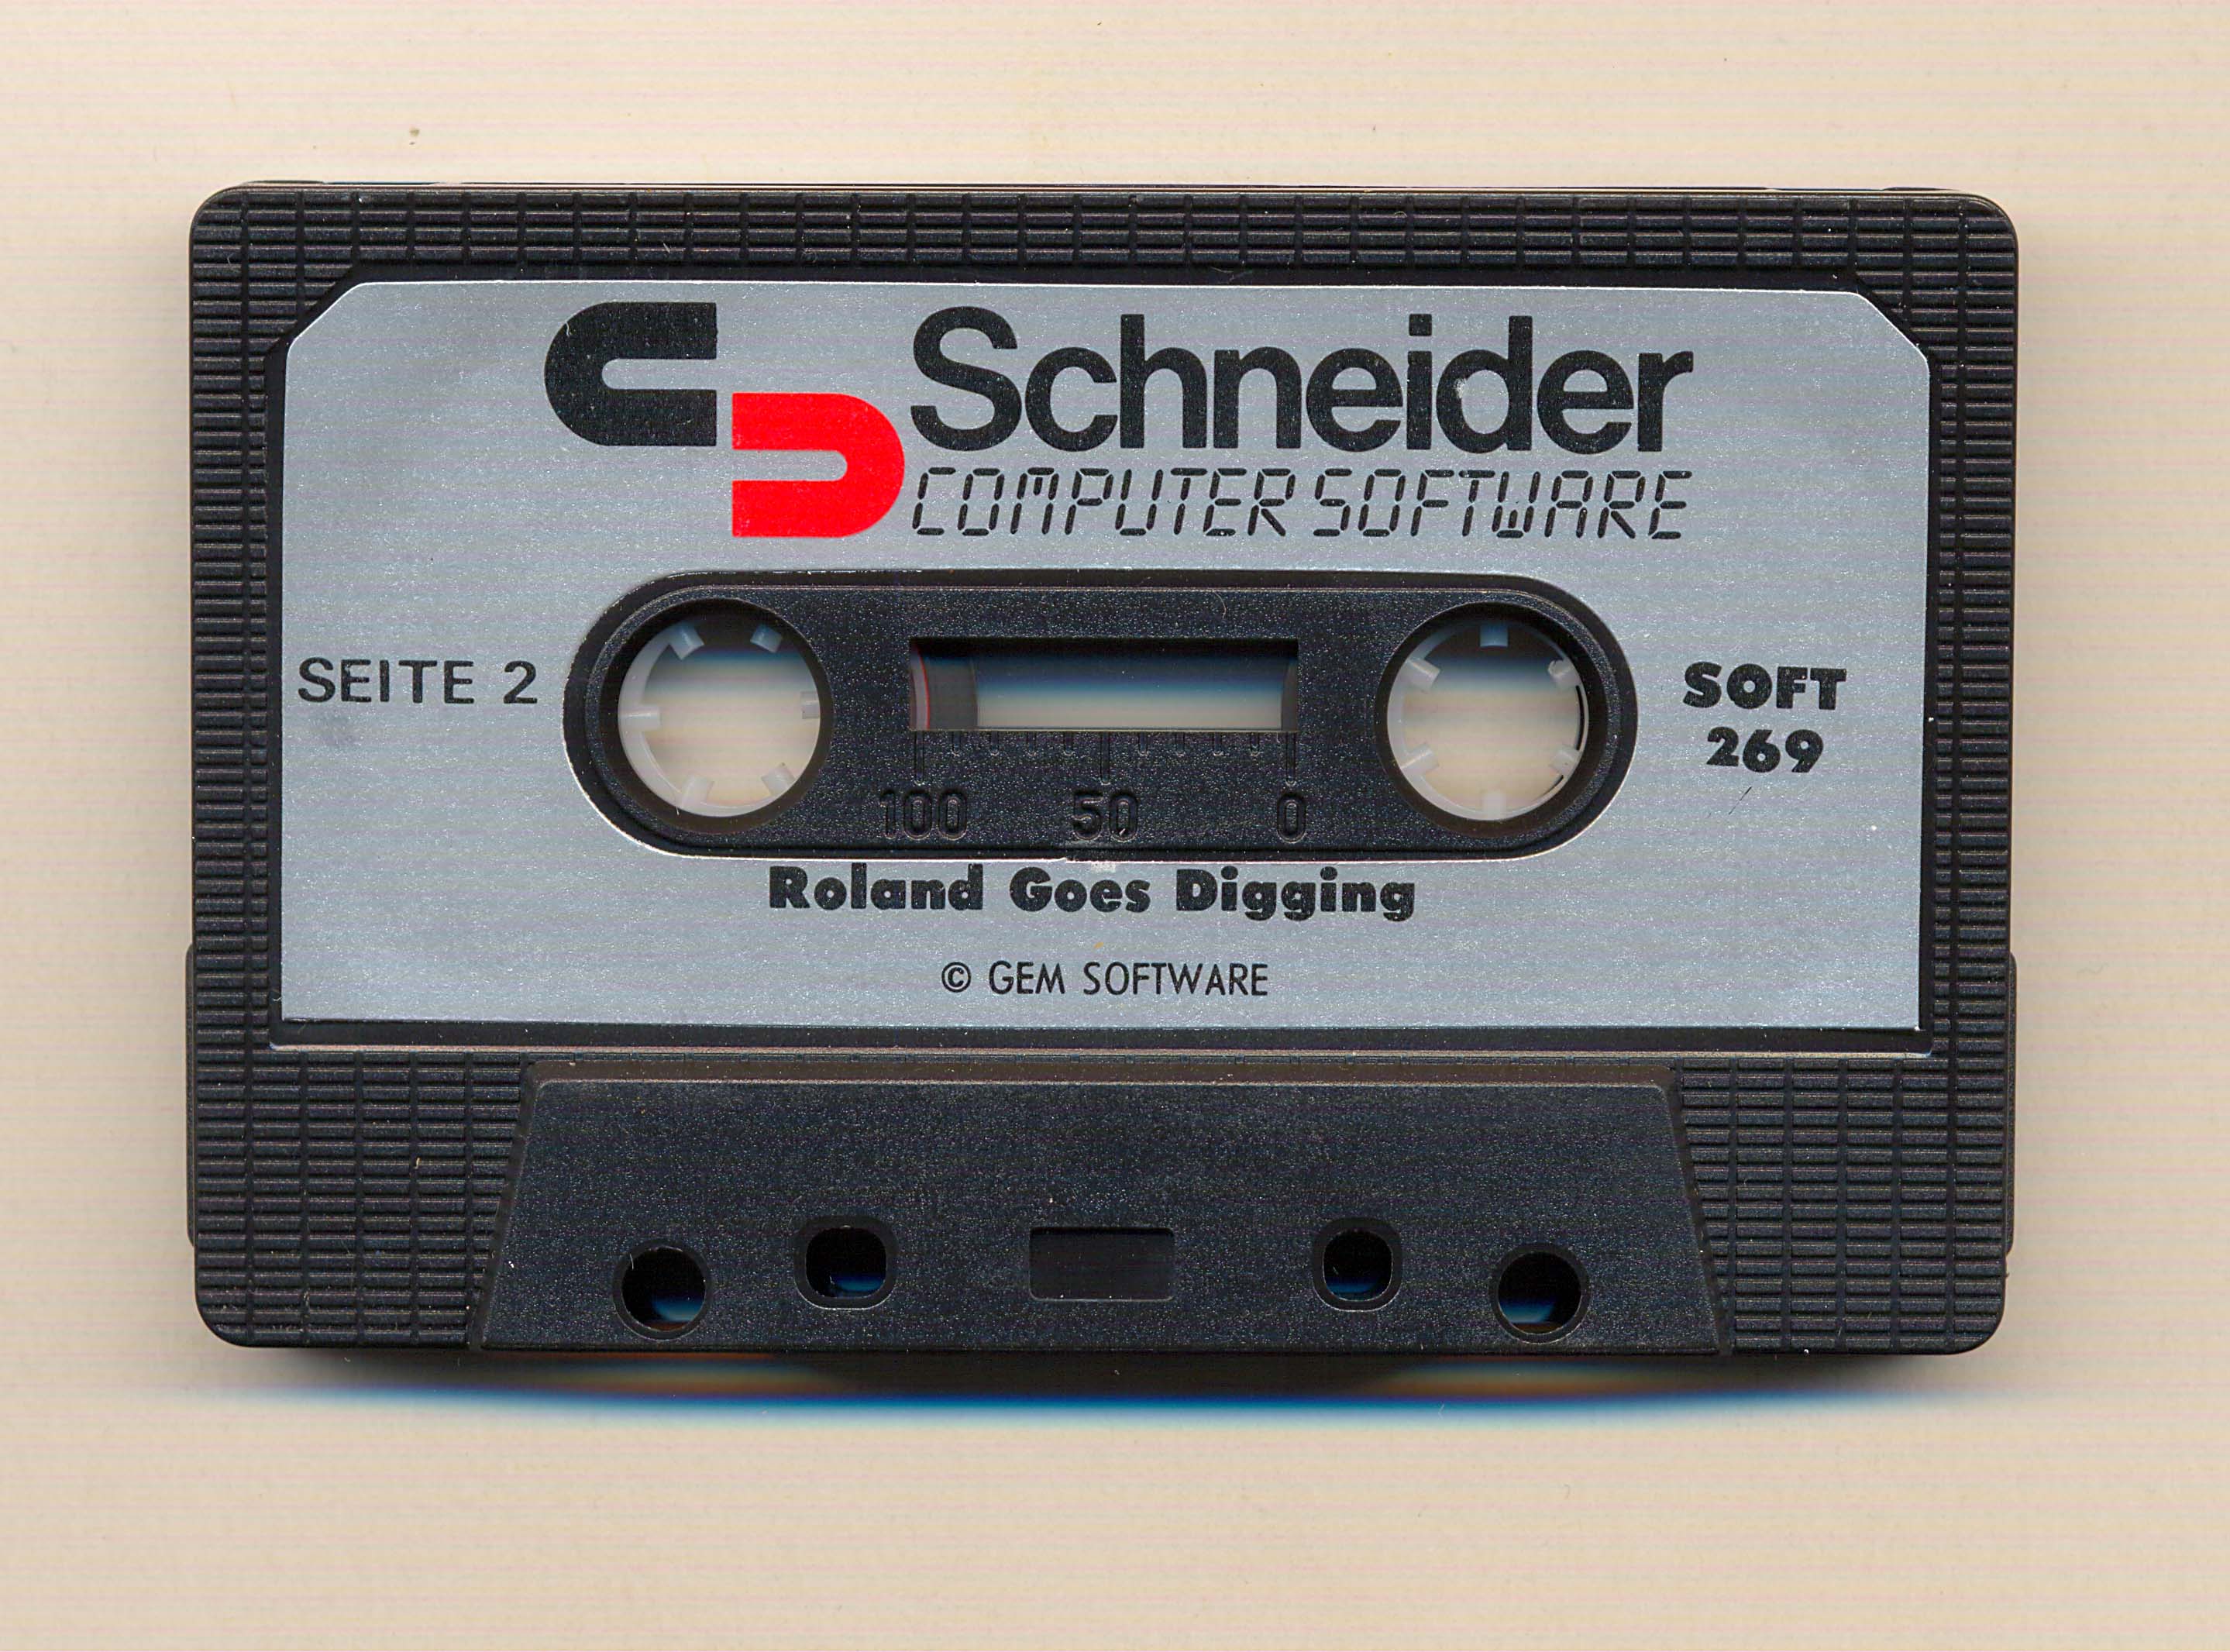 Schneider
COMPUTER SOFTWARE
SEITE 2
SOFT
269
100 50 0
Roland Goes Digging
© GEM SOFTWARE